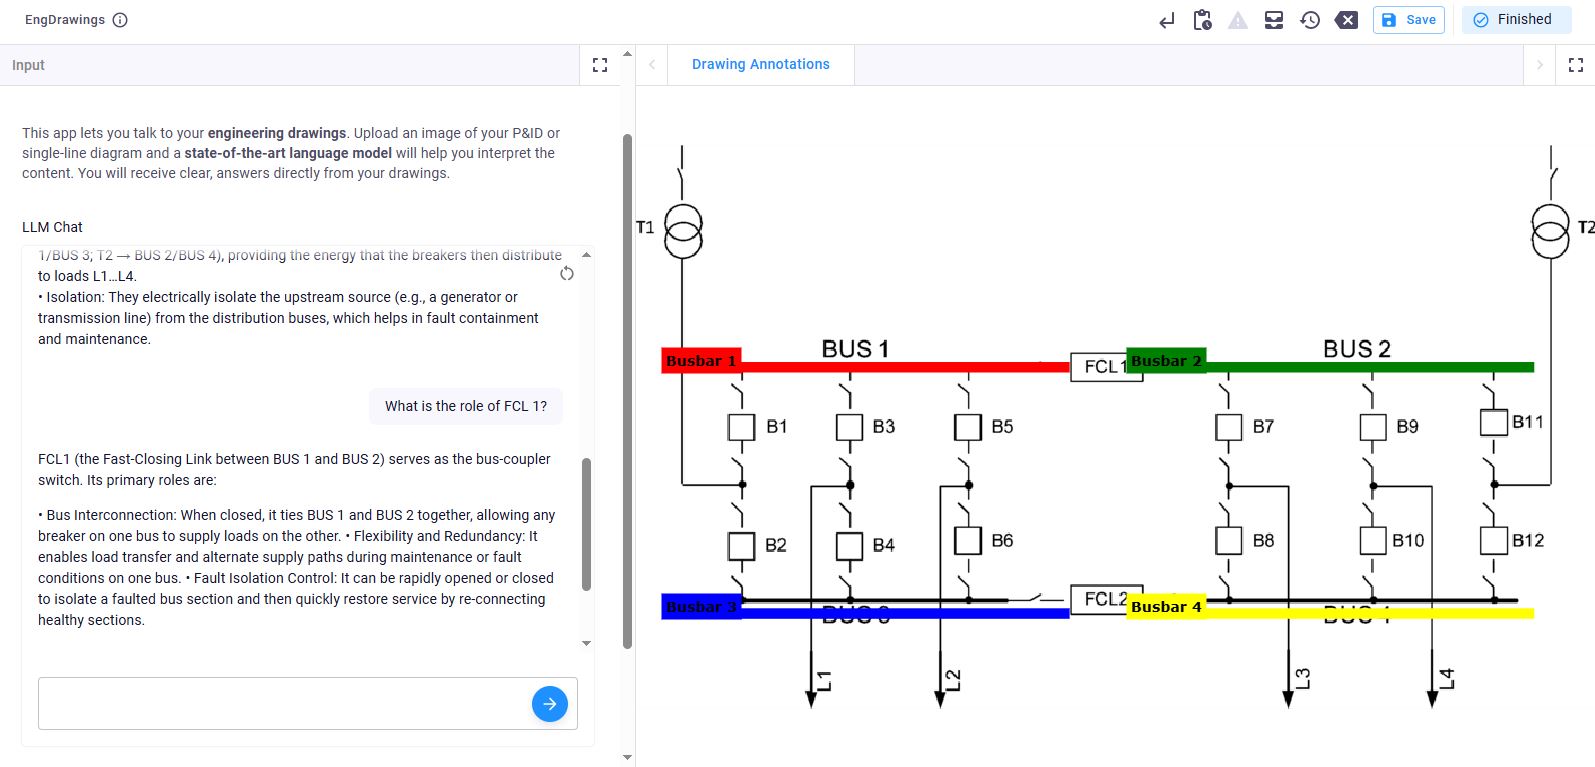 EngDrawings
Save
Finished
Input
Drawing Annotations
This app lets you talk to your engineering drawings. Upload an image of your P&ID or
single-line diagram and a state-of-the-art language model will help you interpret the
content. You will receive clear, answers directly from your drawings.
LLM Chat
1/BUS 3; T2 → BUS 2/BUS 4), providing the energy that the breakers then distribute
to loads L1…L4.
• Isolation: They electrically isolate the upstream source (e.g., a generator or
transmission line) from the distribution buses, which helps in fault containment
and maintenance.
What is the role of FCL 1?
FCL1 (the Fast-Closing Link between BUS 1 and BUS 2) serves as the bus-coupler
switch. Its primary roles are:
• Bus Interconnection: When closed, it ties BUS 1 and BUS 2 together, allowing any
breaker on one bus to supply loads on the other. • Flexibility and Redundancy: It
enables load transfer and alternate supply paths during maintenance or fault
conditions on one bus. • Fault Isolation Control: It can be rapidly opened or closed
to isolate a faulted bus section and then quickly restore service by re-connecting
healthy sections.
T1
T2
BUS 1
BUS 2
Busbar 1
FCL1
Busbar 2
B1
B3
B5
B7
B9
B11
B2
B4
B6
B8
B10
B12
Busbar 3
FCL2
Busbar 4
L1
L2
L3
L4